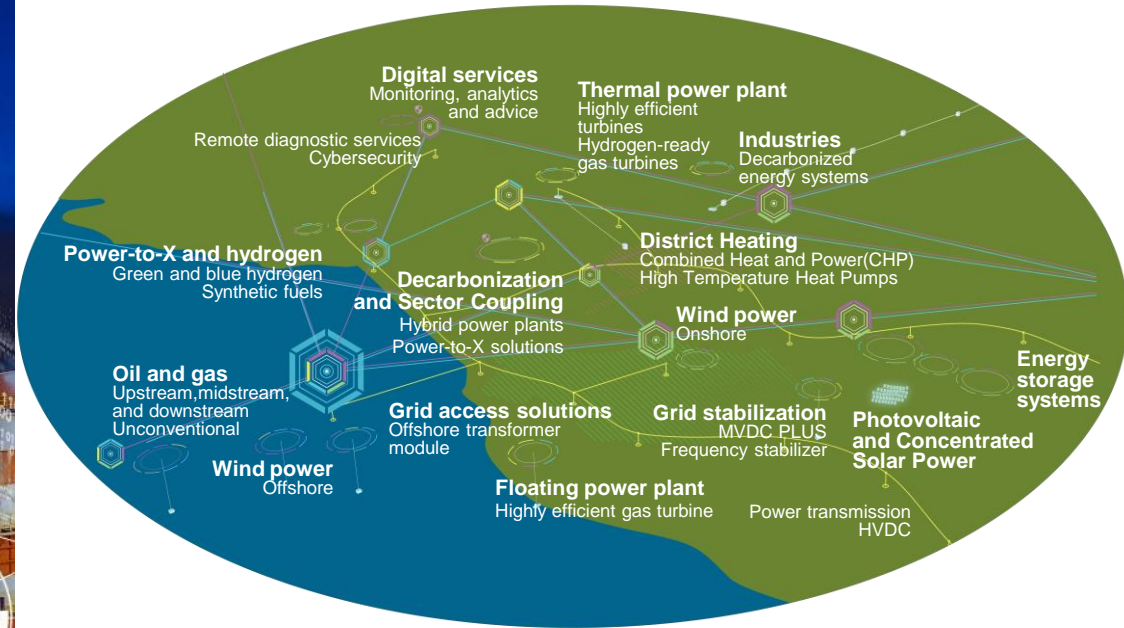 Digital services
Monitoring, analytics
and advice
Remote diagnostic services
Cybersecurity
Thermal power plant
Highly efficient
turbines
Hydrogen-ready
gas turbines
Industries
Decarbonized
energy systems
Power-to-X and hydrogen
Green and blue hydrogen
Synthetic fuels
Decarbonization
and Sector Coupling
Hybrid power plants
Power-to-X solutions
District Heating
Combined Heat and Power(CHP)
High Temperature Heat Pumps
Wind power
Onshore
Energy
storage
systems
Oil and gas
Upstream,midstream,
and downstream
Unconventional
Wind power
Offshore
Grid access solutions
Offshore transformer
module
Grid stabilization
MVDC PLUS
Frequency stabilizer
Photovoltaic
and Concentrated
Solar Power
Floating power plant
Highly efficient gas turbine
Power transmission
HVDC